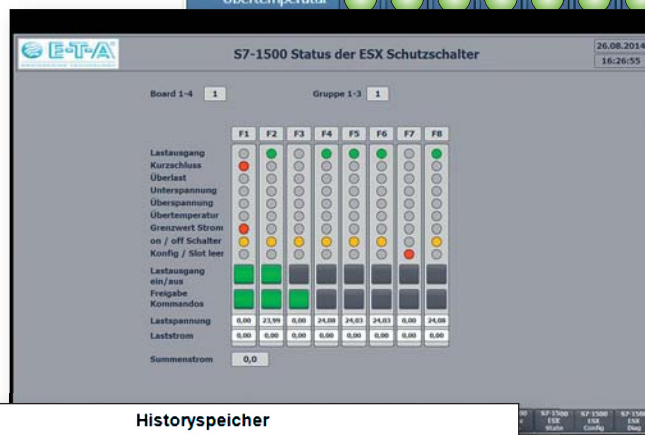 Übertemperatur
E-T-A
S7-1500 Status der ESX Schutzschalter
26.08.2014
16:26:55
Board 1-4 1 Gruppe 1-3 1
F1 F2 F3 F4 F5 F6 F7 F8
Lastausgang
Kurzschluss
Überlast
Unterspannung
Überspannung
Übertemperatur
Grenzwert Strom
on / off Schalter
Konfig / Slot leer
Lastausgang
ein/aus
Freigabe
Kommandos
Lastspannung 0,00 23,99 0,00 24,08 24,03 24,03 0,00 24,08
Laststrom 0,00 0,00 0,00 0,00 0,00 0,00 0,00 0,00
Summenstrom 0,0
Historyspeicher
S7-1500 S7-1500 S7-1500
ESX ESX ESX
State Config Diag